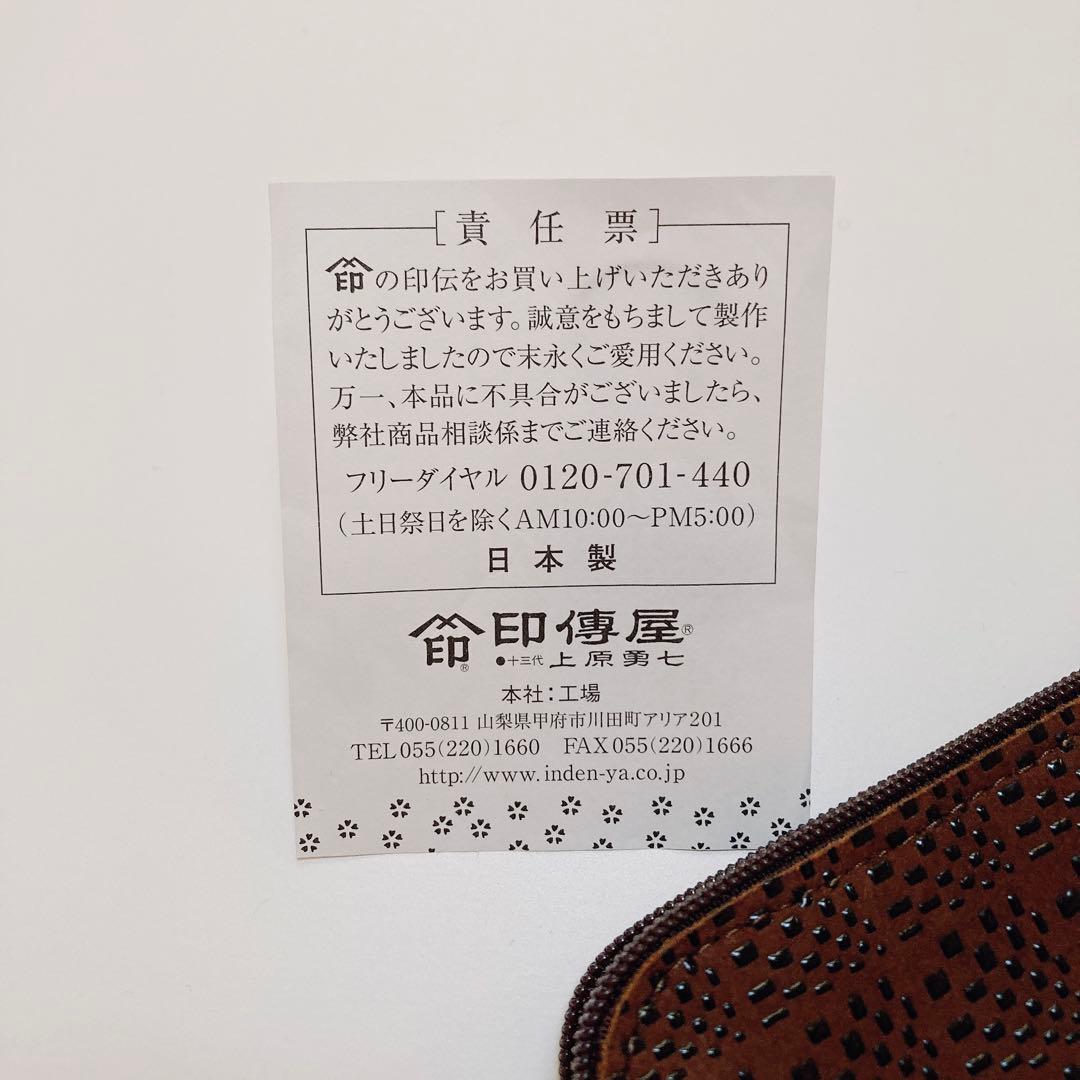 [責任票]
印の印伝をお買い上げいただきあり
がとうございます。誠意をもちまして製作
いたしましたので末永くご愛用ください。
万一、本品に不具合がございましたら、
弊社商品相談係までご連絡ください。
フリーダイヤル 0120-701-440
(土日祭日を除くAM10:00〜PM5:00)
日本製
印® 印傳屋®
●十三代 上原勇七
本社:工場
〒400-0811 山梨県甲府市川田町アリア201
TEL 055(220)1660 FAX 055(220)1666
http://www.inden-ya.co.jp